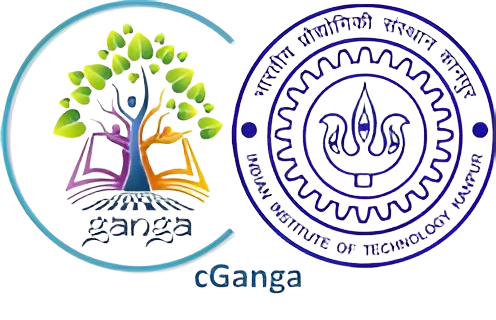 ganga
भारतीय प्रौद्योगिकी संस्थान कानपुर
INDIAN INSTITUTE OF TECHNOLOGY KANPUR
cGanga